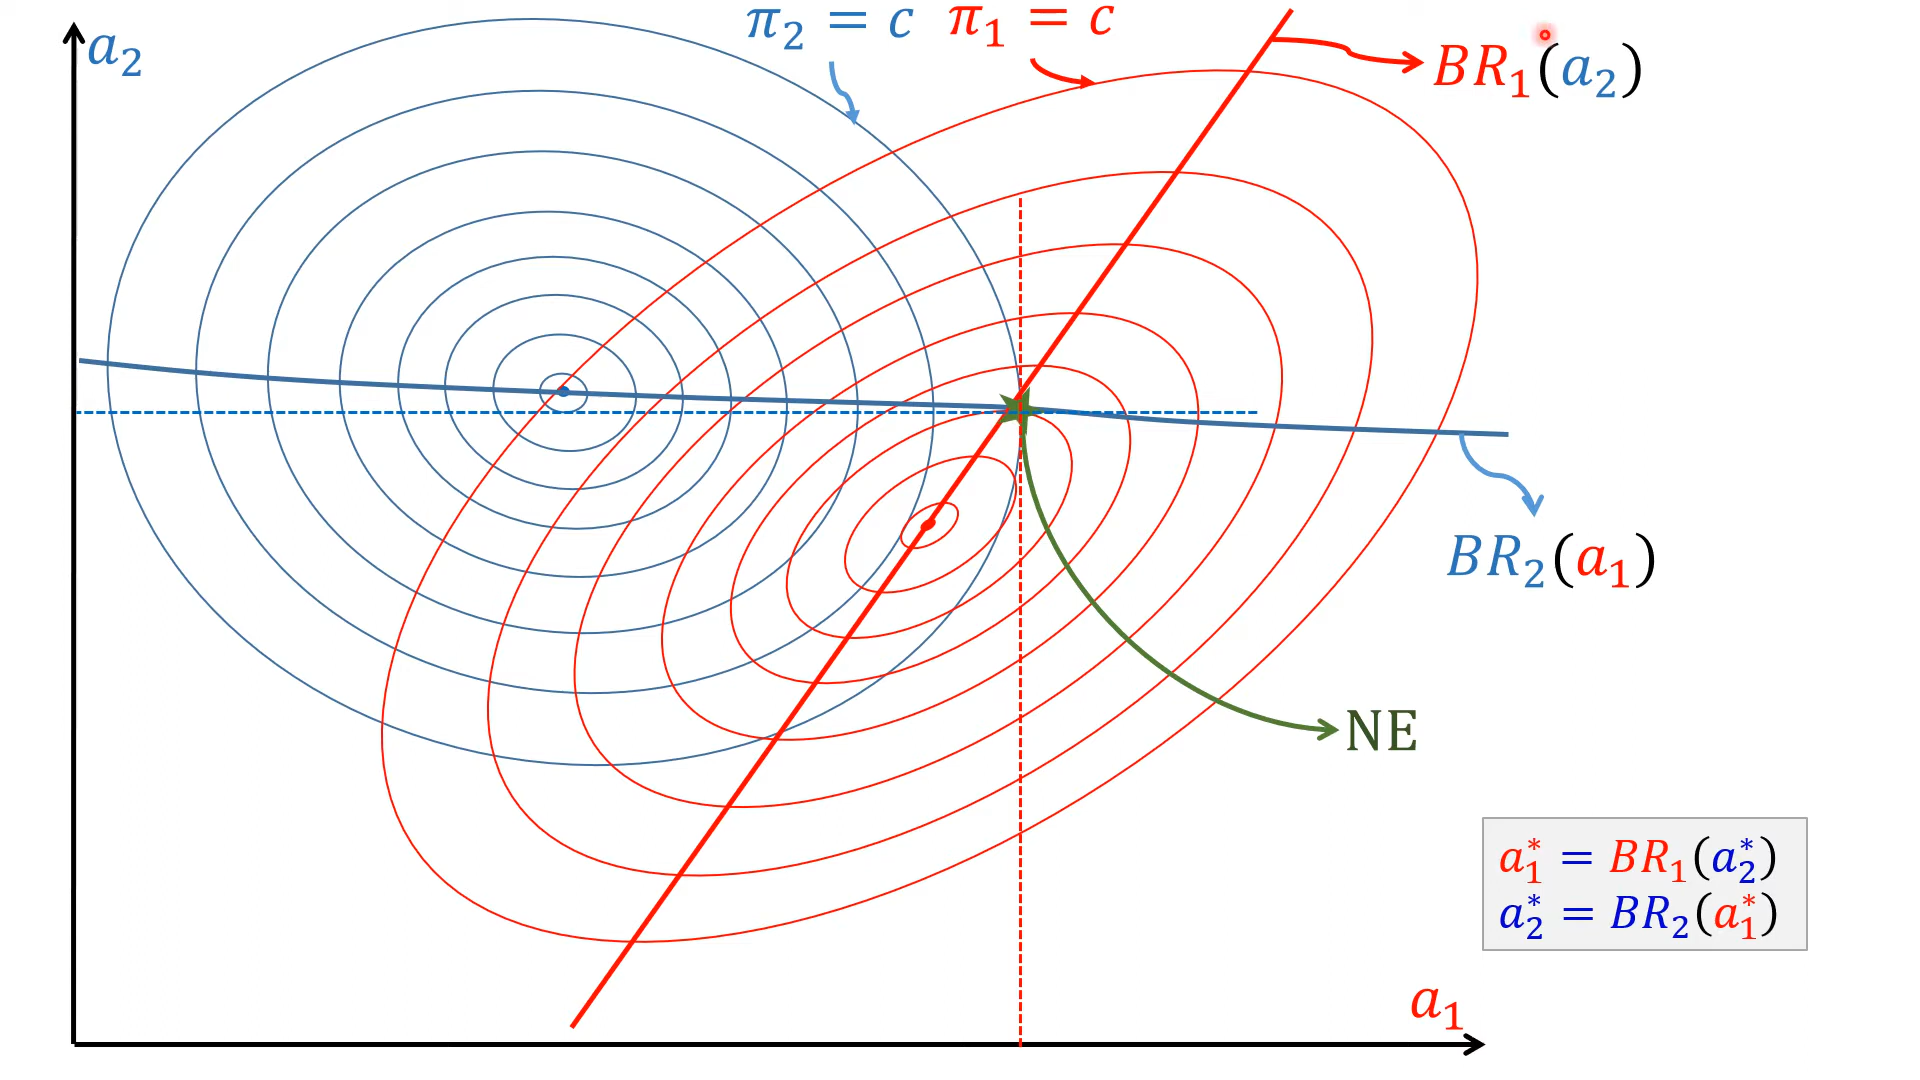 a₂
π₂ = c
π₁ = c
BR₁(a₂)
BR₂(a₁)
NE
a₁* = BR₁(a₂*)
a₂* = BR₂(a₁*)
a₁